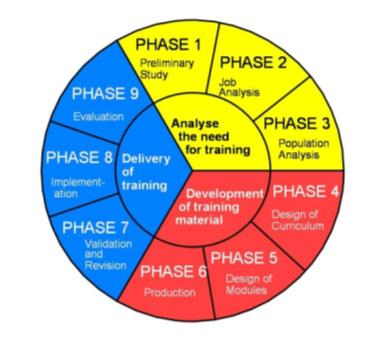 PHASE 1
Preliminary
Study
PHASE 2
Job
Analysis
PHASE 3
Population
Analysis
Analyse
the need
for training
PHASE 4
Design of
Curriculum
PHASE 5
Design of
Modules
PHASE 6
Production
Development
of training
material
PHASE 7
Validation
and
Revision
PHASE 8
Implement-
ation
PHASE 9
Evaluation
Delivery
of
training